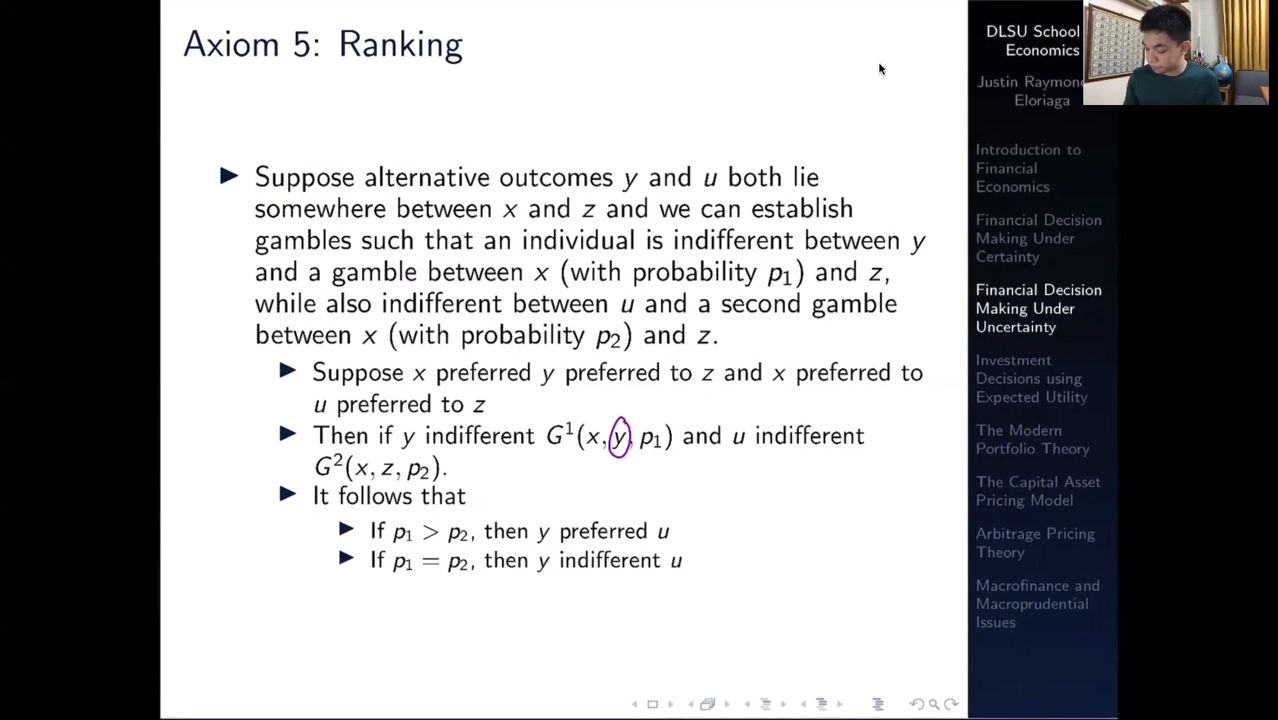 Axiom 5: Ranking
▶ Suppose alternative outcomes y and u both lie
somewhere between x and z and we can establish
gambles such that an individual is indifferent between y
and a gamble between x (with probability p₁) and z,
while also indifferent between u and a second gamble
between x (with probability p₂) and z.
▶ Suppose x preferred y preferred to z and x preferred to
u preferred to z
▶ Then if y indifferent G¹(x, y, p₁) and u indifferent
G²(x, z, p₂).
▶ It follows that
▶ If p₁ > p₂, then y preferred u
▶ If p₁ = p₂, then y indifferent u
DLSU School
Economics
Justin Raymon
Eloriaga
Introduction to
Financial
Economics
Financial Decision
Making Under
Certainty
Financial Decision
Making Under
Uncertainty
Investment
Decisions using
Expected Utility
The Modern
Portfolio Theory
The Capital Asset
Pricing Model
Arbitrage Pricing
Theory
Macrofinance and
Macroprudential
Issues